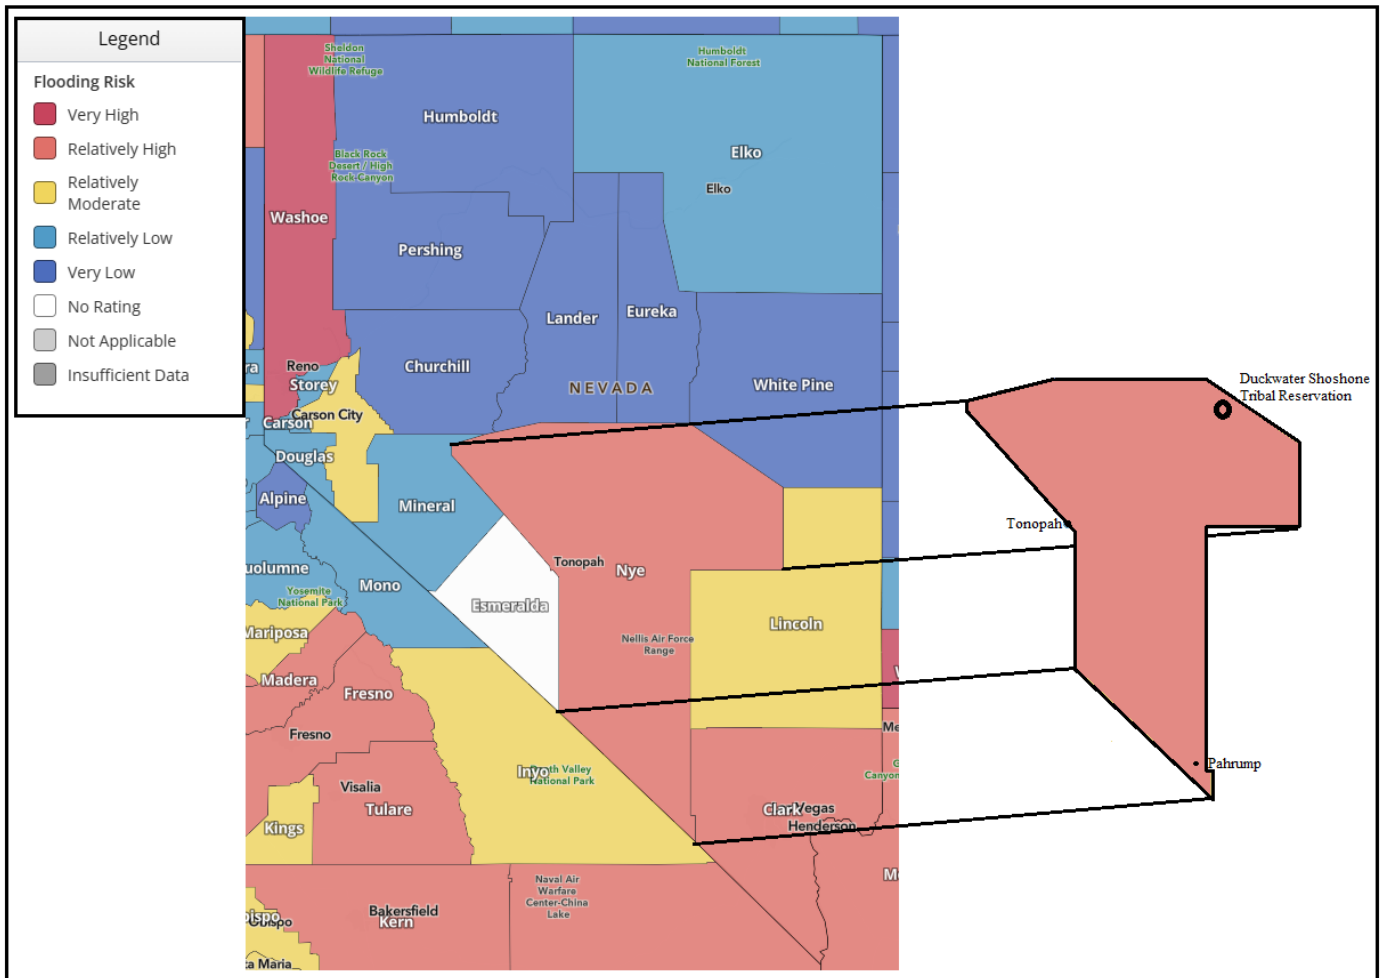 Legend
Flooding Risk
Very High
Relatively High
Relatively
Moderate
Relatively Low
Very Low
No Rating
Not Applicable
Insufficient Data
Sheldon
National
Wildlife Refuge
Humboldt
National Forest
Humboldt
Elko
Black Rock
Desert / High
Rock Canyon
Elko
Washoe
Pershing
Lander
Eureka
Churchill
Reno
Storey
NEVADA
White Pine
Carson City
Carson
Douglas
Alpine
Mineral
Tonopah
Nye
Mono
Yosemite
National Park
Esmeralda
Mariposa
Nellis Air Force
Range
Lincoln
Madera
Fresno
Fresno
Inyo
National Park
Visalia
Tulare
Kings
Clark
Vegas
Henderson
Naval Air
Warfare
Center-China
Lake
Bakersfield
Kern
Duckwater Shoshone
Tribal Reservation
Tonopah
Pahrump